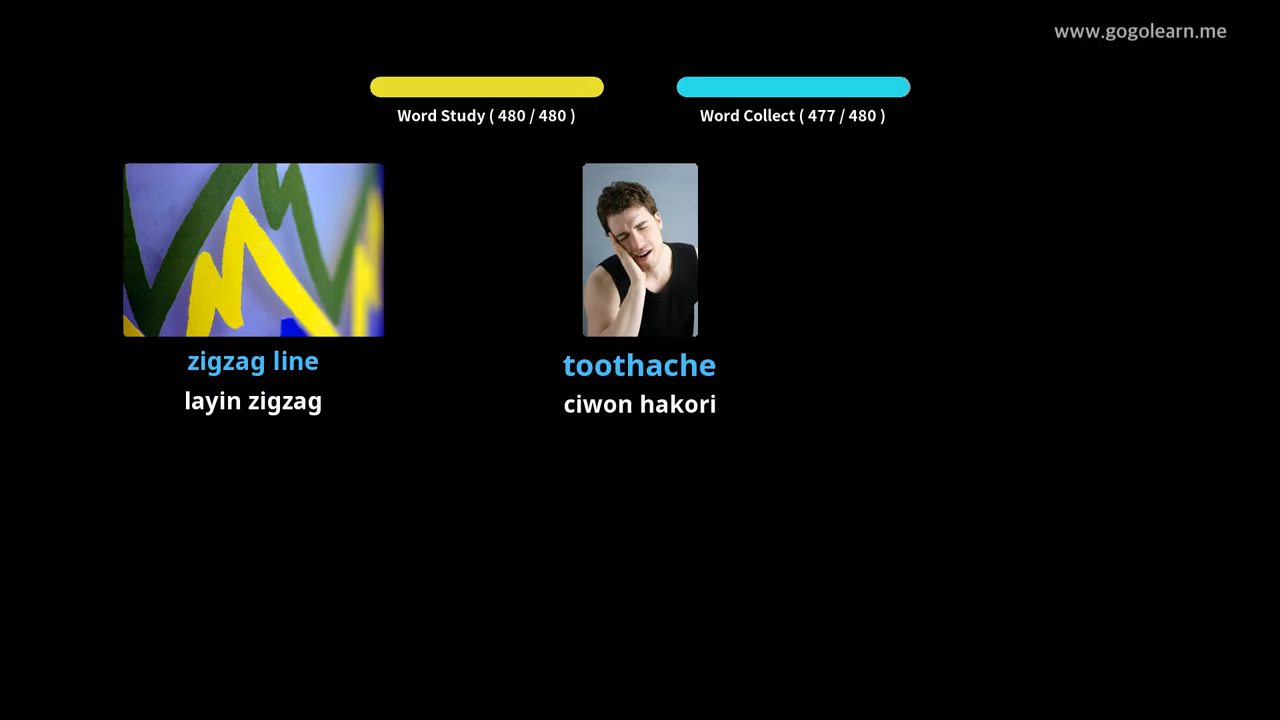 www.gogolearn.me
Word Study ( 480 / 480 )
Word Collect ( 477 / 480 )
zigzag line
layin zigzag
toothache
ciwon hakori